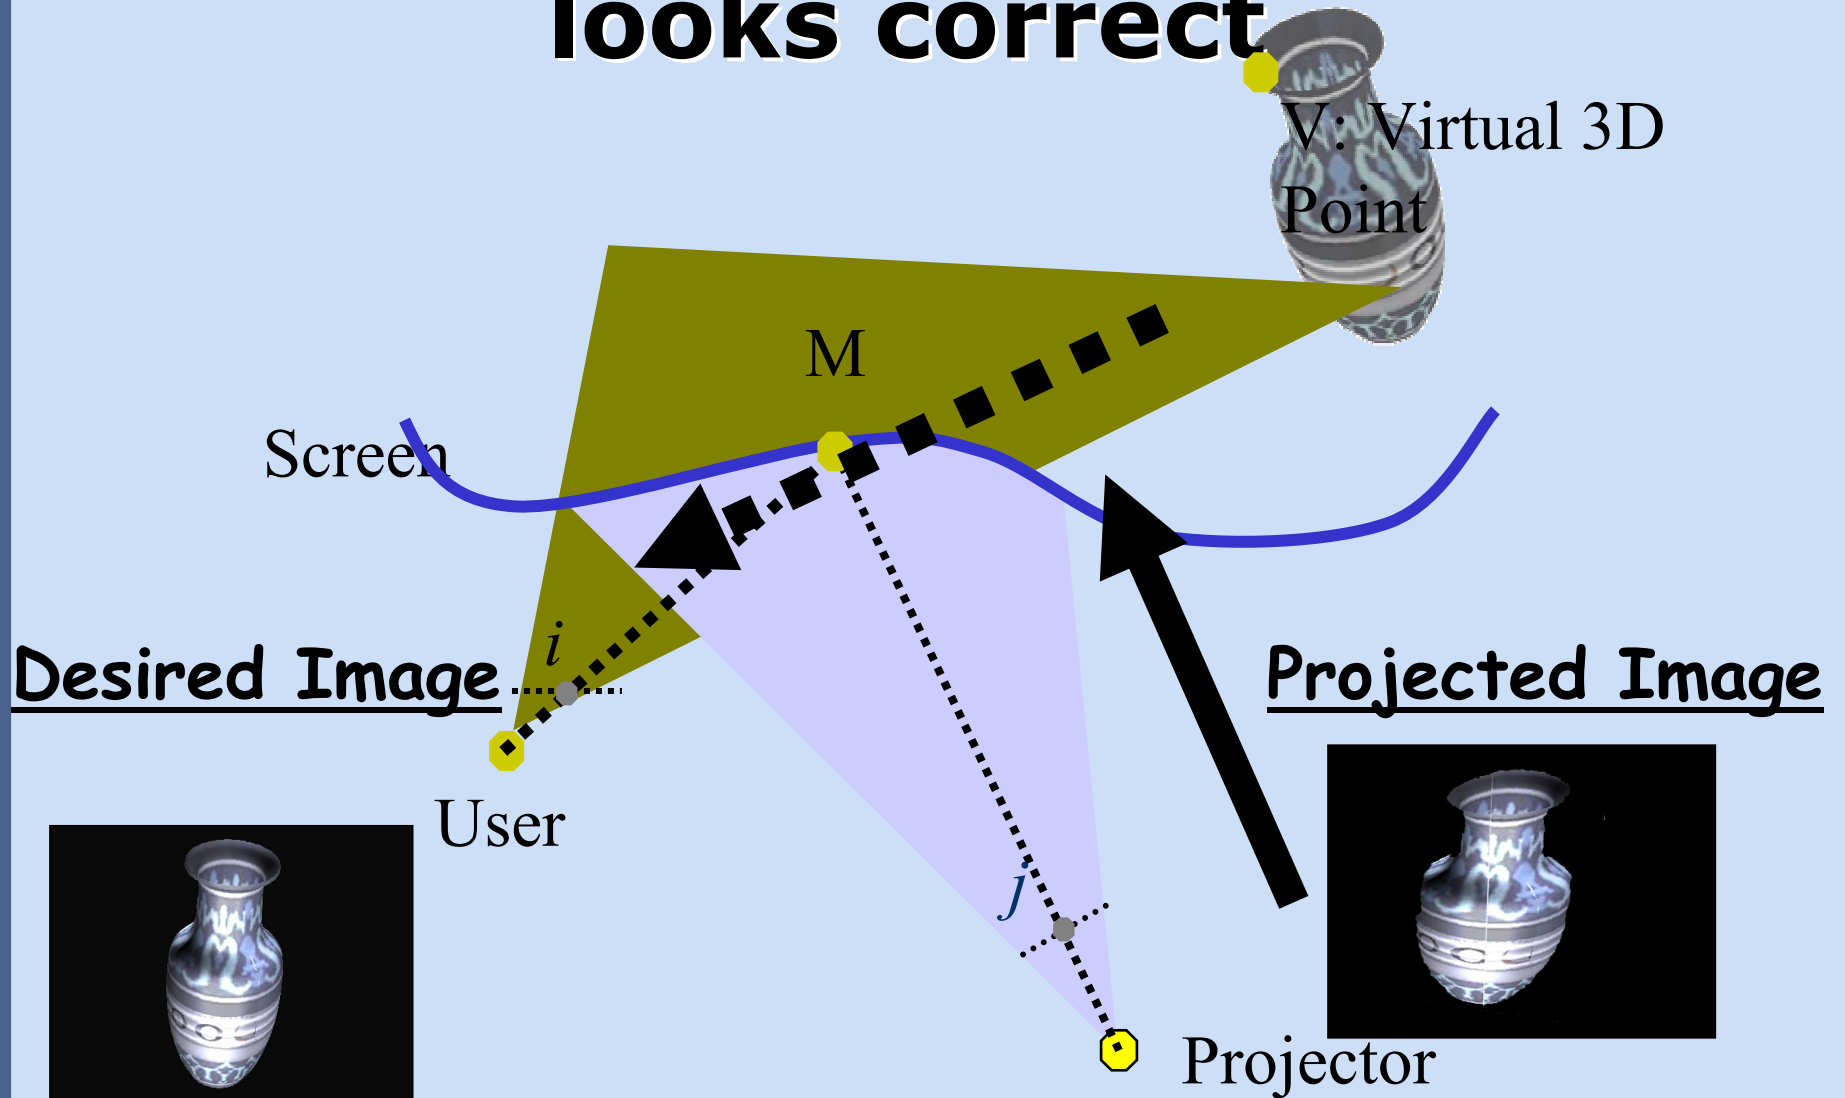 looks correct
V: Virtual 3D
Point
M
Screen
i
Desired Image
Projected Image
User
j
Projector